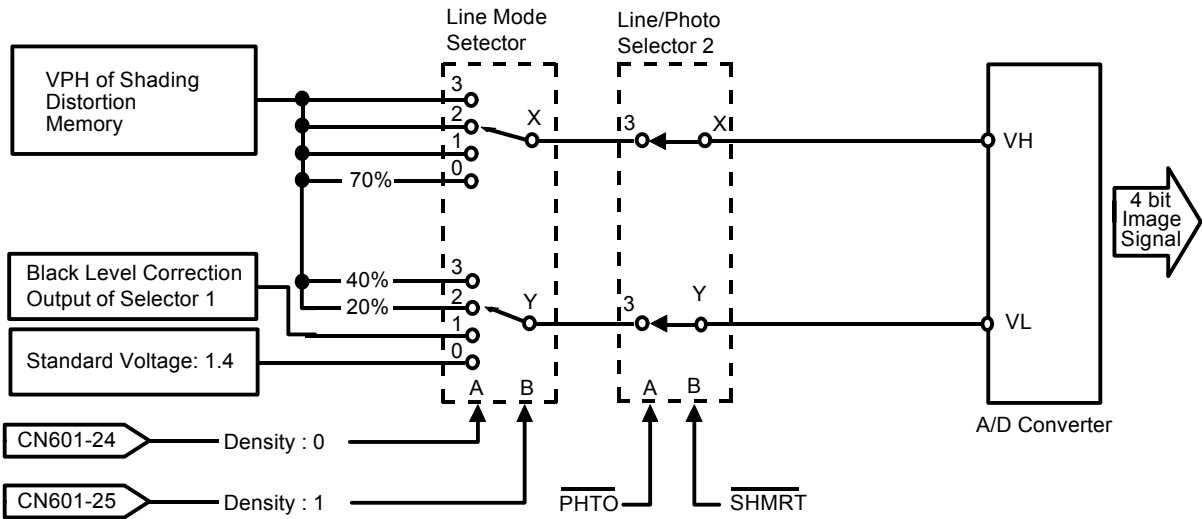 Line Mode
Setector
Line/Photo
Selector 2
VPH of Shading
Distortion
Memory
3
2
1
0
X
3
X
VH
70%
4 bit
Image
Signal
Black Level Correction
Output of Selector 1
40%
20%
3
2
1
0
Y
3
Y
VL
Standard Voltage: 1.4
A B
A B
A/D Converter
CN601-24
Density : 0
CN601-25
Density : 1
PHTO
SHMRT